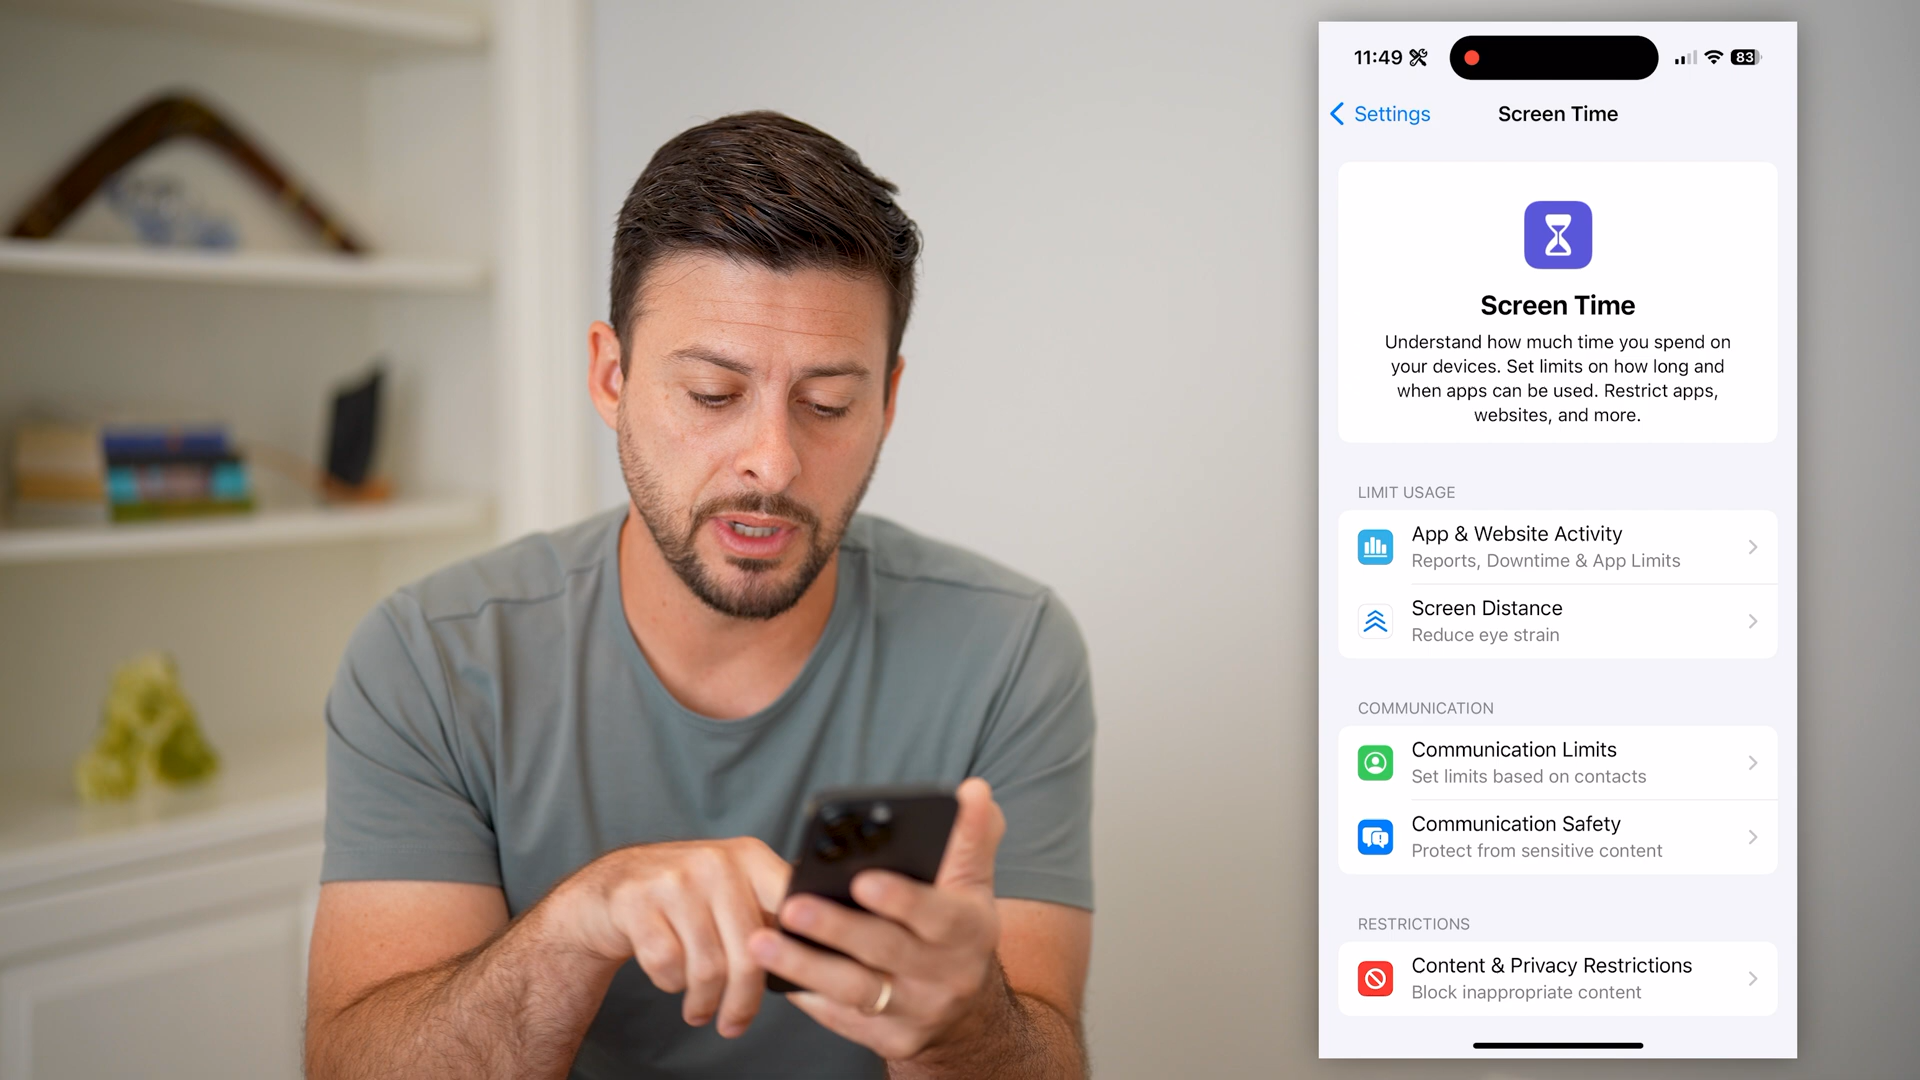 11:49
83
Settings
Screen Time
Screen Time
Understand how much time you spend on
your devices. Set limits on how long and
when apps can be used. Restrict apps,
websites, and more.
LIMIT USAGE
App & Website Activity
Reports, Downtime & App Limits
Screen Distance
Reduce eye strain
COMMUNICATION
Communication Limits
Set limits based on contacts
Communication Safety
Protect from sensitive content
RESTRICTIONS
Content & Privacy Restrictions
Block inappropriate content